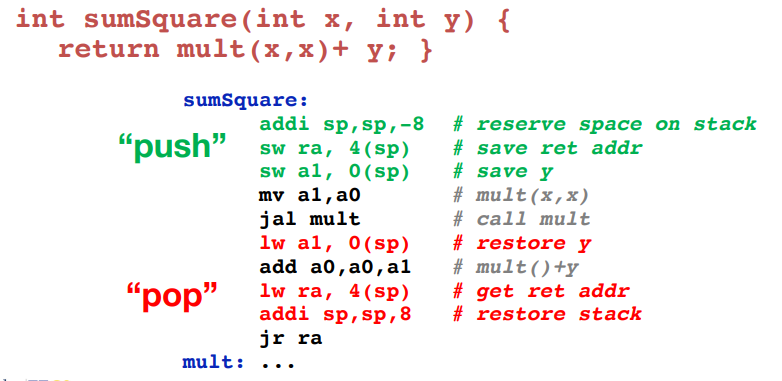 int sumSquare(int x, int y) {
return mult(x,x)+ y; }
sumSquare:
addi sp,sp,-8 # reserve space on stack
“push” sw ra, 4(sp) # save ret addr
sw a1, 0(sp) # save y
mv a1,a0 # mult(x,x)
jal mult # call mult
lw a1, 0(sp) # restore y
add a0,a0,a1 # mult()+y
“pop” lw ra, 4(sp) # get ret addr
addi sp,sp,8 # restore stack
jr ra
mult: ...